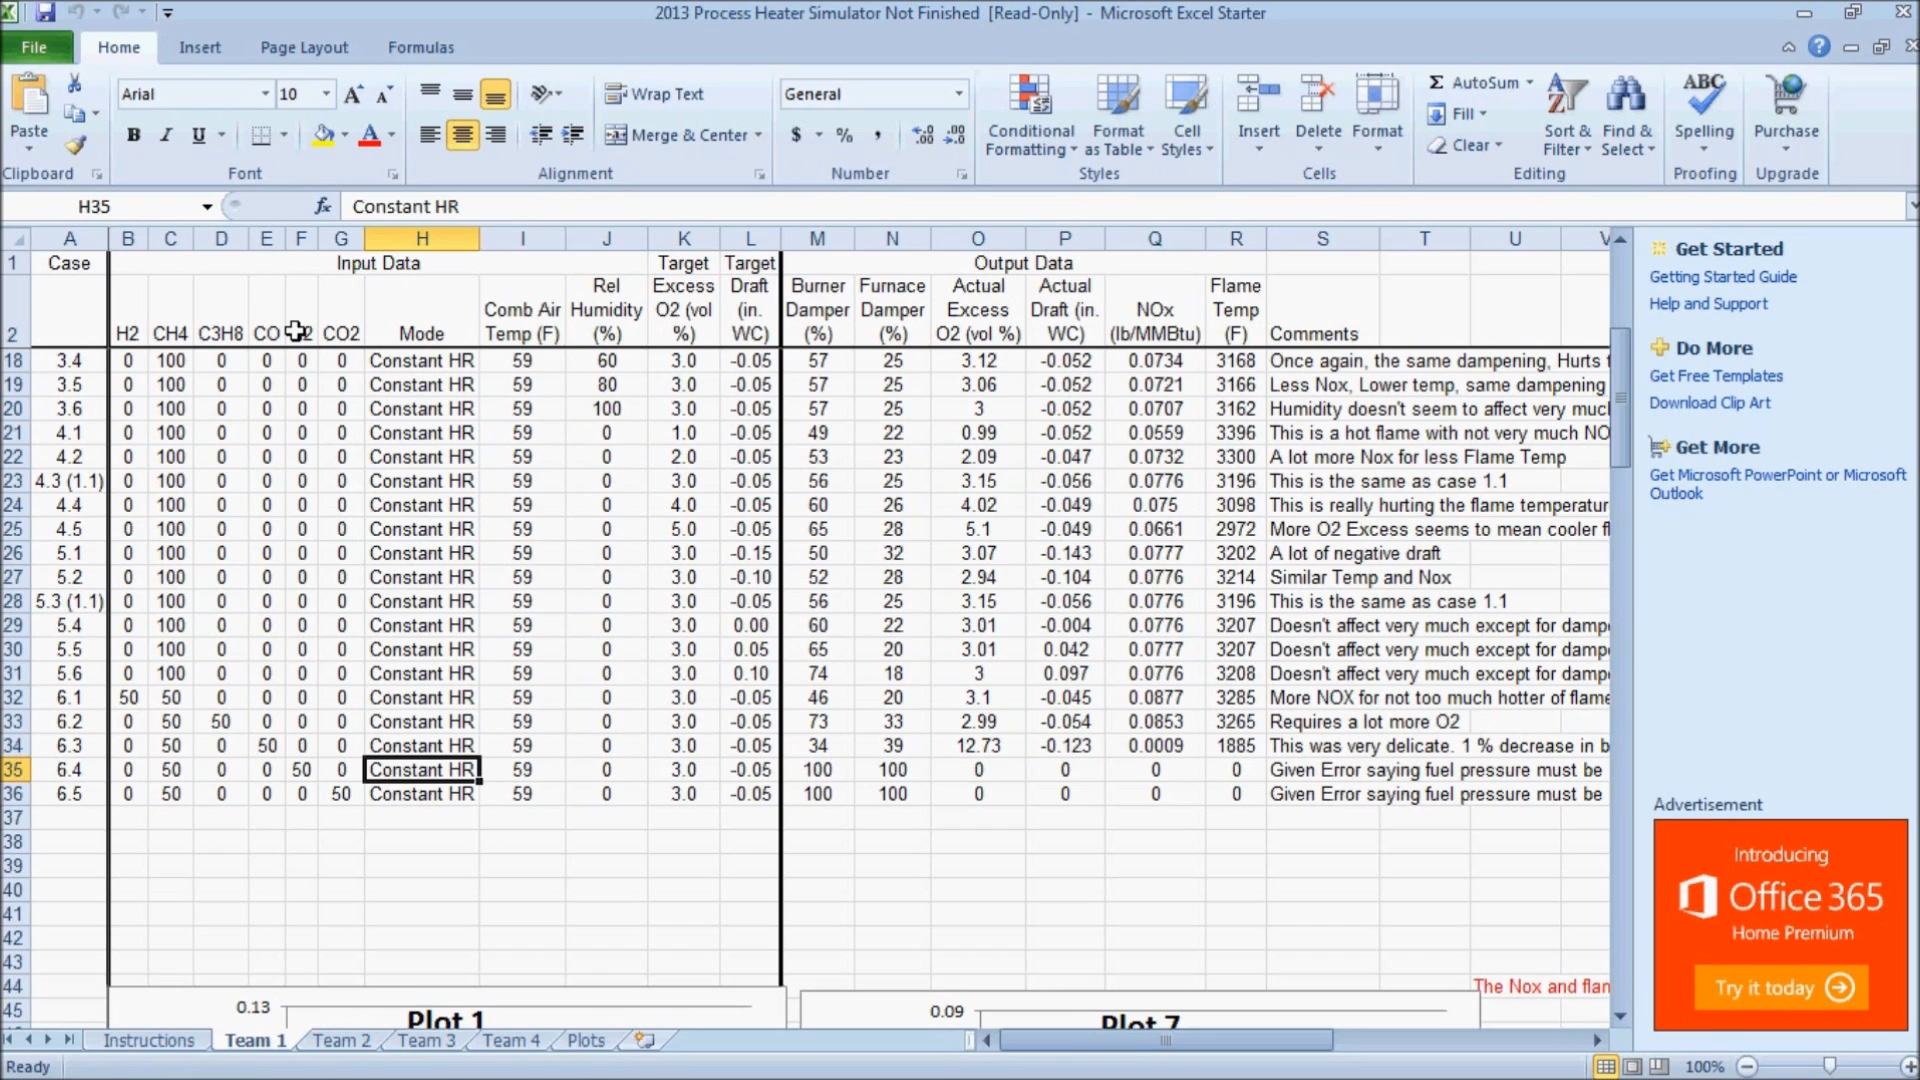 2013 Process Heater Simulator Not Finished [Read-Only] - Microsoft Excel Starter
File Home Insert Page Layout Formulas
Arial 10 Wrap Text General AutoSum
Paste Merge & Center Conditional Formatting Format as Table Cell Styles Insert Delete Format Fill Clear Sort & Filter Find & Select Spelling Purchase
Clipboard Font Alignment Number Styles Cells Editing Proofing Upgrade
H35 fx Constant HR
A B C D E F G H I J K L M N O P Q R S T U V
1 Case Input Data Target Target Output Data
Rel Excess Draft Burner Furnace Actual Actual Flame
Comb Air Humidity O2 (vol (in. Damper Damper Excess Draft (in. NOx Temp
2 H2 CH4 C3H8 CO CO2 Mode Temp (F) (%) %) WC) (%) (%) O2 (vol %) WC) (lb/MMBtu) (F) Comments
18 3.4 0 100 0 0 0 0 Constant HR 59 60 3.0 -0.05 57 25 3.12 -0.052 0.0734 3168 Once again, the same dampening, Hurts
19 3.5 0 100 0 0 0 0 Constant HR 59 80 3.0 -0.05 57 25 3.06 -0.052 0.0721 3166 Less Nox, Lower temp, same dampening
20 3.6 0 100 0 0 0 0 Constant HR 59 100 3.0 -0.05 57 25 3 -0.052 0.0707 3162 Humidity doesn't seem to affect very much
21 4.1 0 100 0 0 0 0 Constant HR 59 0 1.0 -0.05 49 22 0.99 -0.052 0.0559 3396 This is a hot flame with not very much NO
22 4.2 0 100 0 0 0 0 Constant HR 59 0 2.0 -0.05 53 23 2.09 -0.047 0.0732 3300 A lot more Nox for less Flame Temp
23 4.3 (1.1) 0 100 0 0 0 0 Constant HR 59 0 3.0 -0.05 56 25 3.15 -0.056 0.0776 3196 This is the same as case 1.1
24 4.4 0 100 0 0 0 0 Constant HR 59 0 4.0 -0.05 60 26 4.02 -0.049 0.075 3098 This is really hurting the flame temperatur
25 4.5 0 100 0 0 0 0 Constant HR 59 0 5.0 -0.05 65 28 5.1 -0.049 0.0661 2972 More O2 Excess seems to mean cooler fl
26 5.1 0 100 0 0 0 0 Constant HR 59 0 3.0 -0.15 50 32 3.07 -0.143 0.0777 3202 A lot of negative draft
27 5.2 0 100 0 0 0 0 Constant HR 59 0 3.0 -0.10 52 28 2.94 -0.104 0.0776 3214 Similar Temp and Nox
28 5.3 (1.1) 0 100 0 0 0 0 Constant HR 59 0 3.0 -0.05 56 25 3.15 -0.056 0.0776 3196 This is the same as case 1.1
29 5.4 0 100 0 0 0 0 Constant HR 59 0 3.0 0.00 60 22 3.01 -0.004 0.0776 3207 Doesn't affect very much except for dampe
30 5.5 0 100 0 0 0 0 Constant HR 59 0 3.0 0.05 65 20 3.01 0.042 0.0777 3207 Doesn't affect very much except for dampe
31 5.6 0 100 0 0 0 0 Constant HR 59 0 3.0 0.10 74 18 3 0.097 0.0776 3208 Doesn't affect very much except for dampe
32 6.1 50 50 0 0 0 0 Constant HR 59 0 3.0 -0.05 46 20 3.1 -0.045 0.0877 3285 More NOX for not too much hotter of flame
33 6.2 0 50 50 0 0 0 Constant HR 59 0 3.0 -0.05 73 33 2.99 -0.054 0.0853 3265 Requires a lot more O2
34 6.3 0 50 0 50 0 0 Constant HR 59 0 3.0 -0.05 34 39 12.73 -0.123 0.0009 1885 This was very delicate. 1 % decrease in b
35 6.4 0 50 0 0 50 0 Constant HR 59 0 3.0 -0.05 100 100 0 0 0 0 Given Error saying fuel pressure must be
36 6.5 0 50 0 0 0 50 Constant HR 59 0 3.0 -0.05 100 100 0 0 0 0 Given Error saying fuel pressure must be
37
38
39
40
41
42
43
44 The Nox and flan
45 0.13 Plot 1 0.09 Plot 7
Instructions Team 1 Team 2 Team 3 Team 4 Plots
Ready 100%
Get Started
Getting Started Guide
Help and Support
Do More
Get Free Templates
Download Clip Art
Get More
Get Microsoft PowerPoint or Microsoft
Outlook
Advertisement
Introducing
Office 365
Home Premium
Try it today